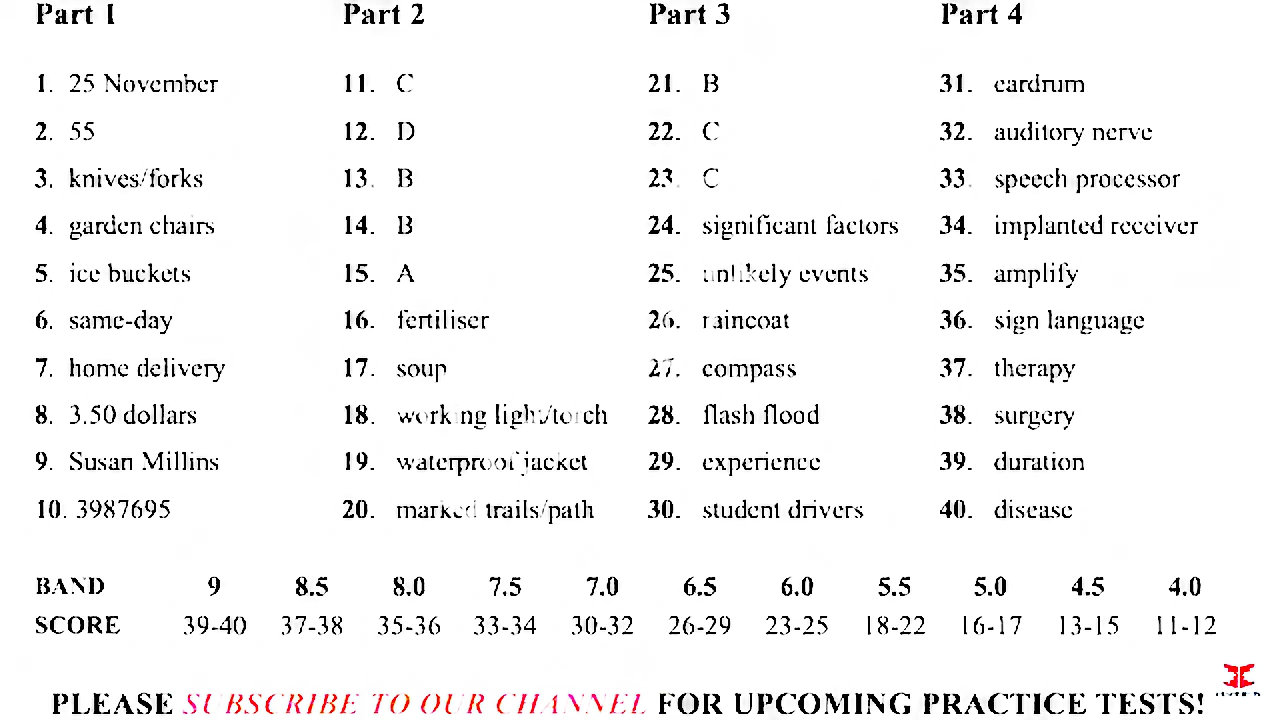 Part 1 Part 2 Part 3 Part 4
1. 25 November 11. C 21. B 31. eardrum
2. 55 12. D 22. C 32. auditory nerve
3. knives/forks 13. B 23. C 33. speech processor
4. garden chairs 14. B 24. significant factors 34. implanted receiver
5. ice buckets 15. A 25. unlikely events 35. amplify
6. same-day 16. fertiliser 26. raincoat 36. sign language
7. home delivery 17. soup 27. compass 37. therapy
8. 3.50 dollars 18. working light/torch 28. flash flood 38. surgery
9. Susan Millins 19. waterproof jacket 29. experience 39. duration
10. 3987695 20. marked trails/path 30. student drivers 40. disease
BAND 9 8.5 8.0 7.5 7.0 6.5 6.0 5.5 5.0 4.5 4.0
SCORE 39-40 37-38 35-36 33-34 30-32 26-29 23-25 18-22 16-17 13-15 11-12
PLEASE SUBSCRIBE TO OUR CHANNEL FOR UPCOMING PRACTICE TESTS!